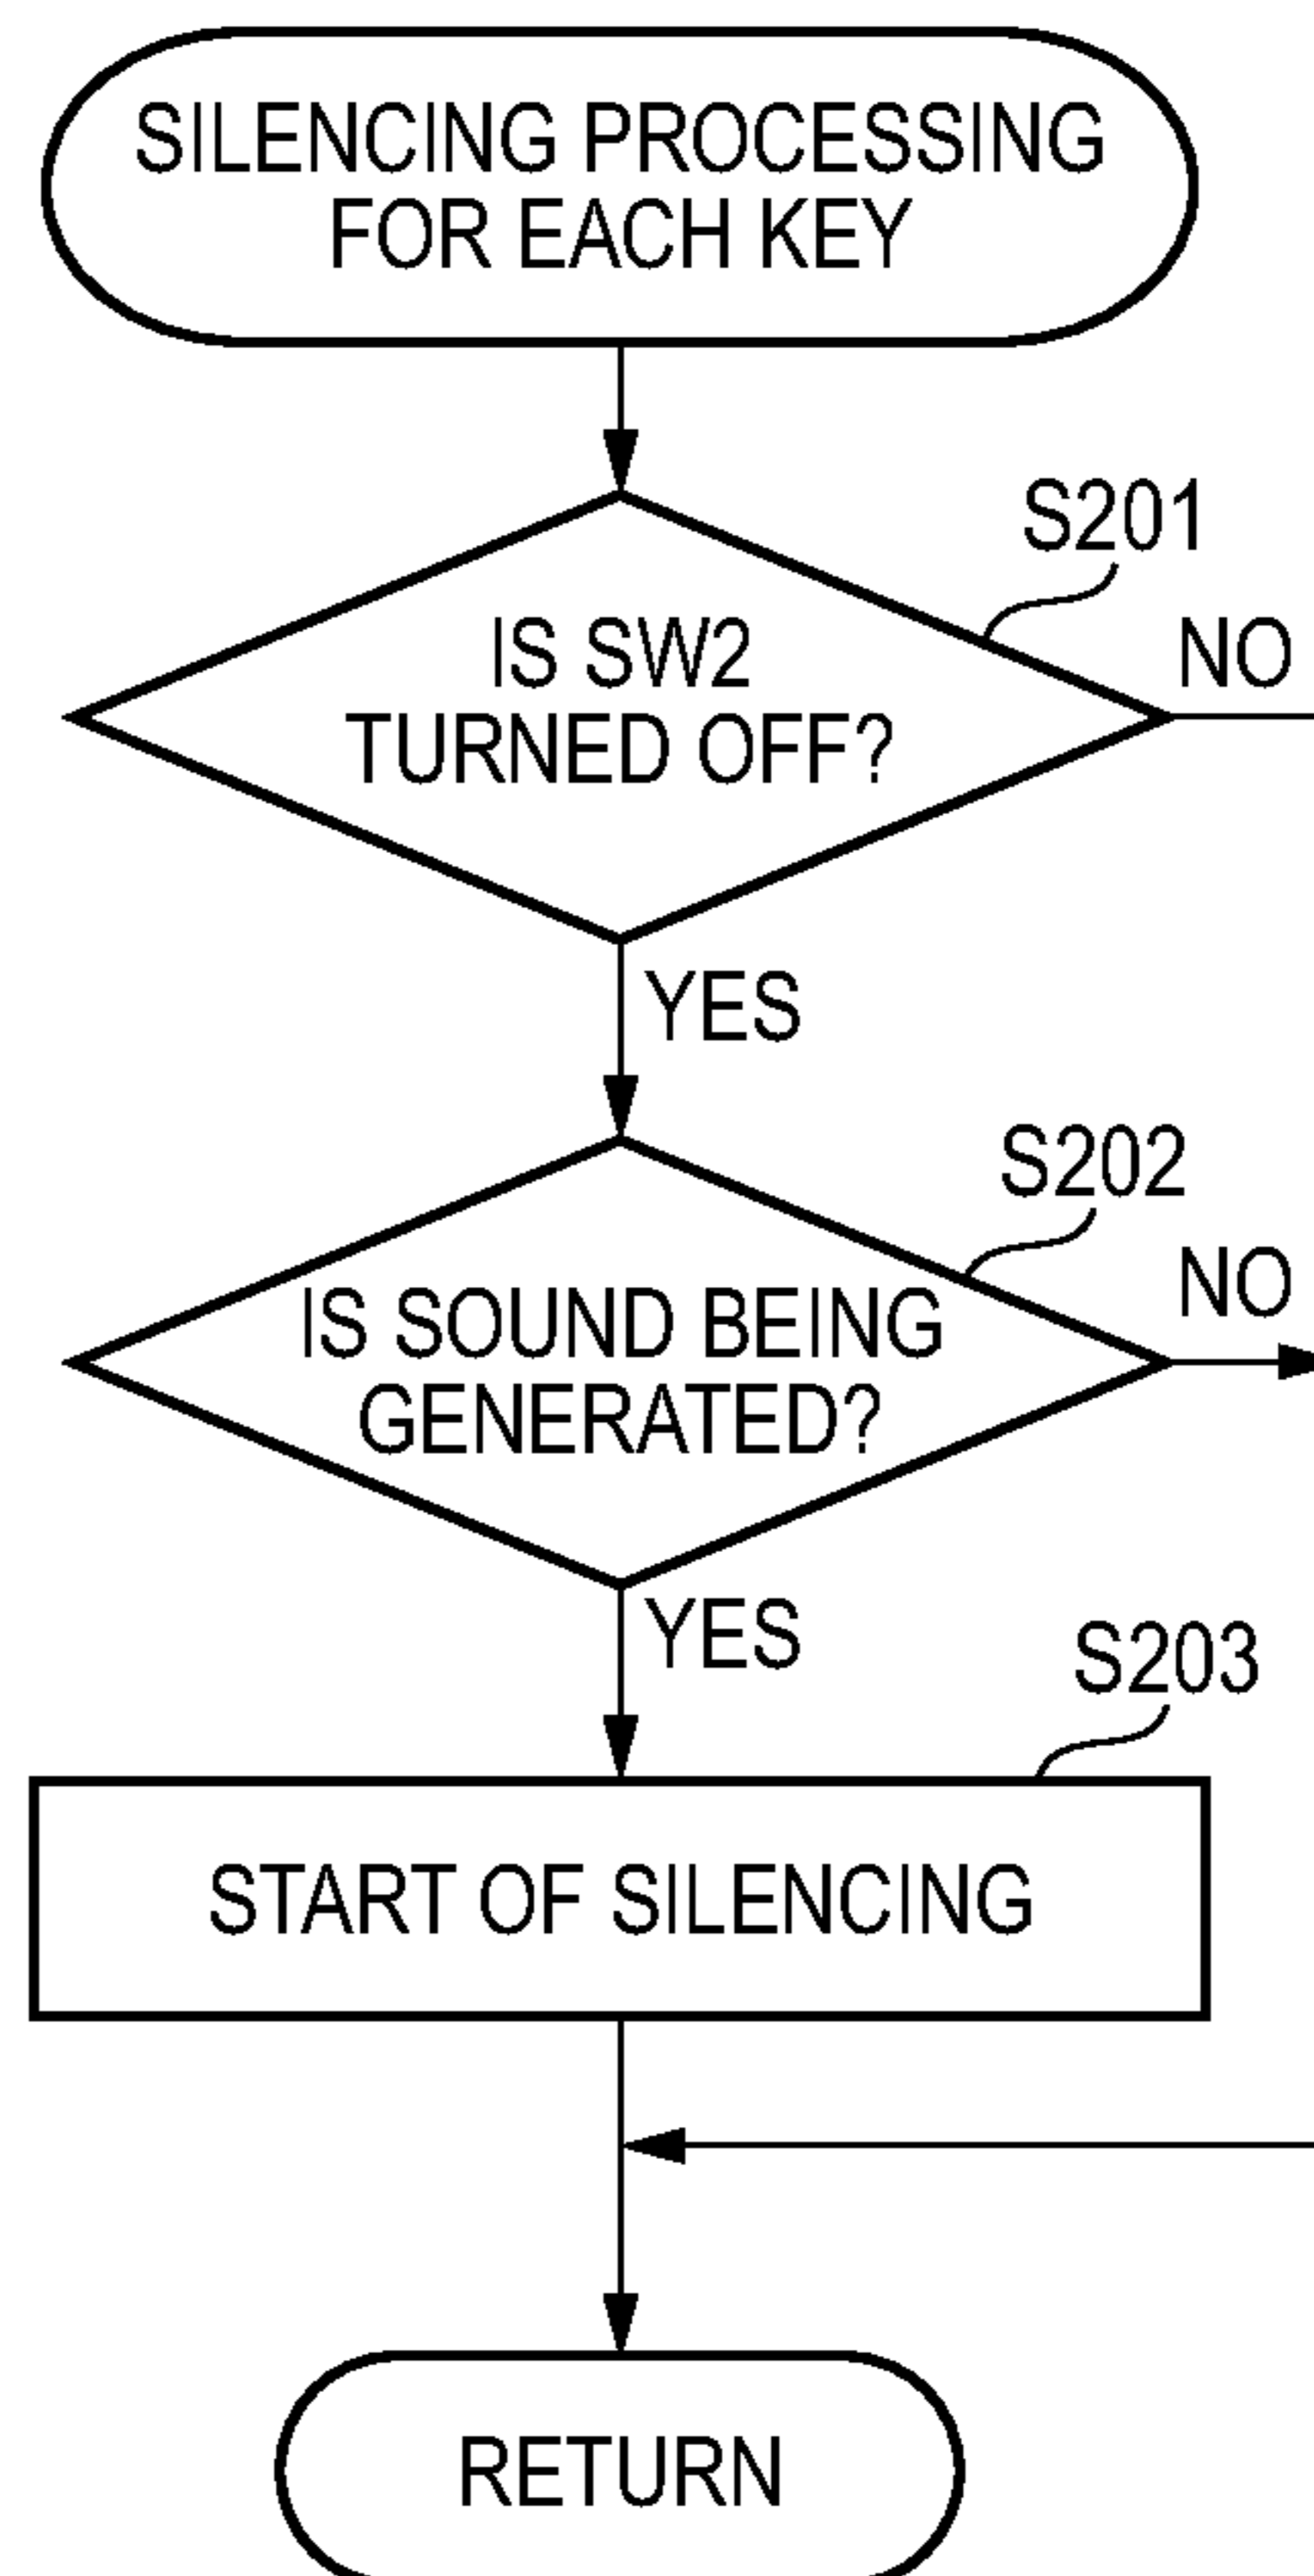 SILENCING PROCESSING
FOR EACH KEY
S201
IS SW2
TURNED OFF?
NO
YES
S202
IS SOUND BEING
GENERATED?
NO
YES
S203
START OF SILENCING
RETURN